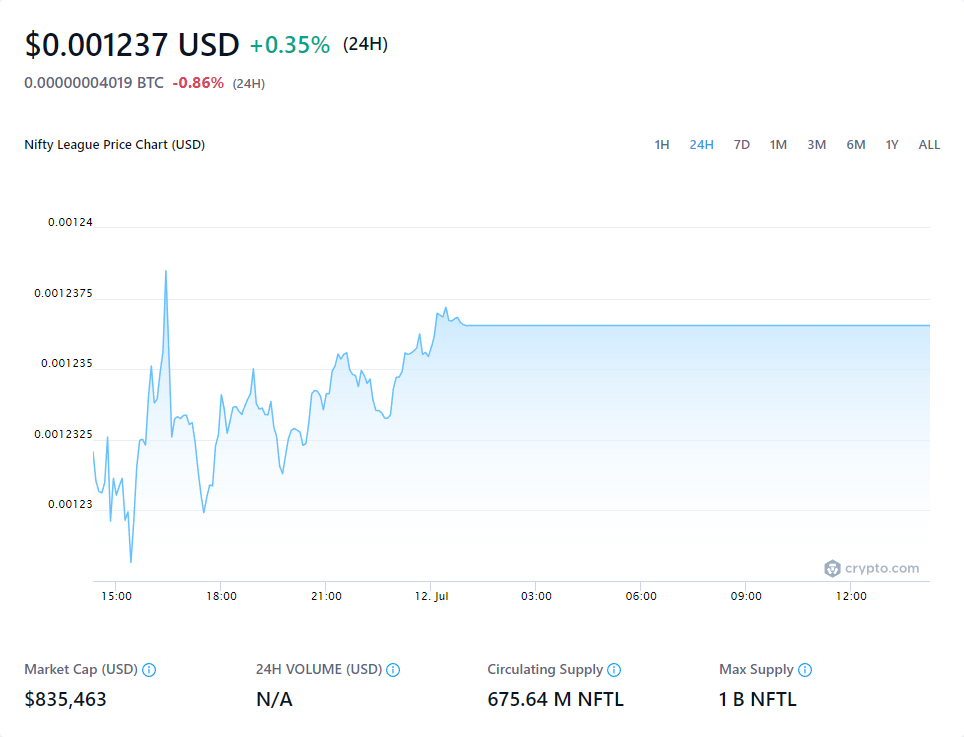 $0.001237 USD +0.35% (24H)
0.00000004019 BTC -0.86% (24H)
Nifty League Price Chart (USD) 1H 24H 7D 1M 3M 6M 1Y ALL
0.00124
0.0012375
0.001235
0.0012325
0.00123
crypto.com
15:00 18:00 21:00 12. Jul 03:00 06:00 09:00 12:00
Market Cap (USD) 24H VOLUME (USD) Circulating Supply Max Supply
$835,463 N/A 675.64 M NFTL 1 B NFTL